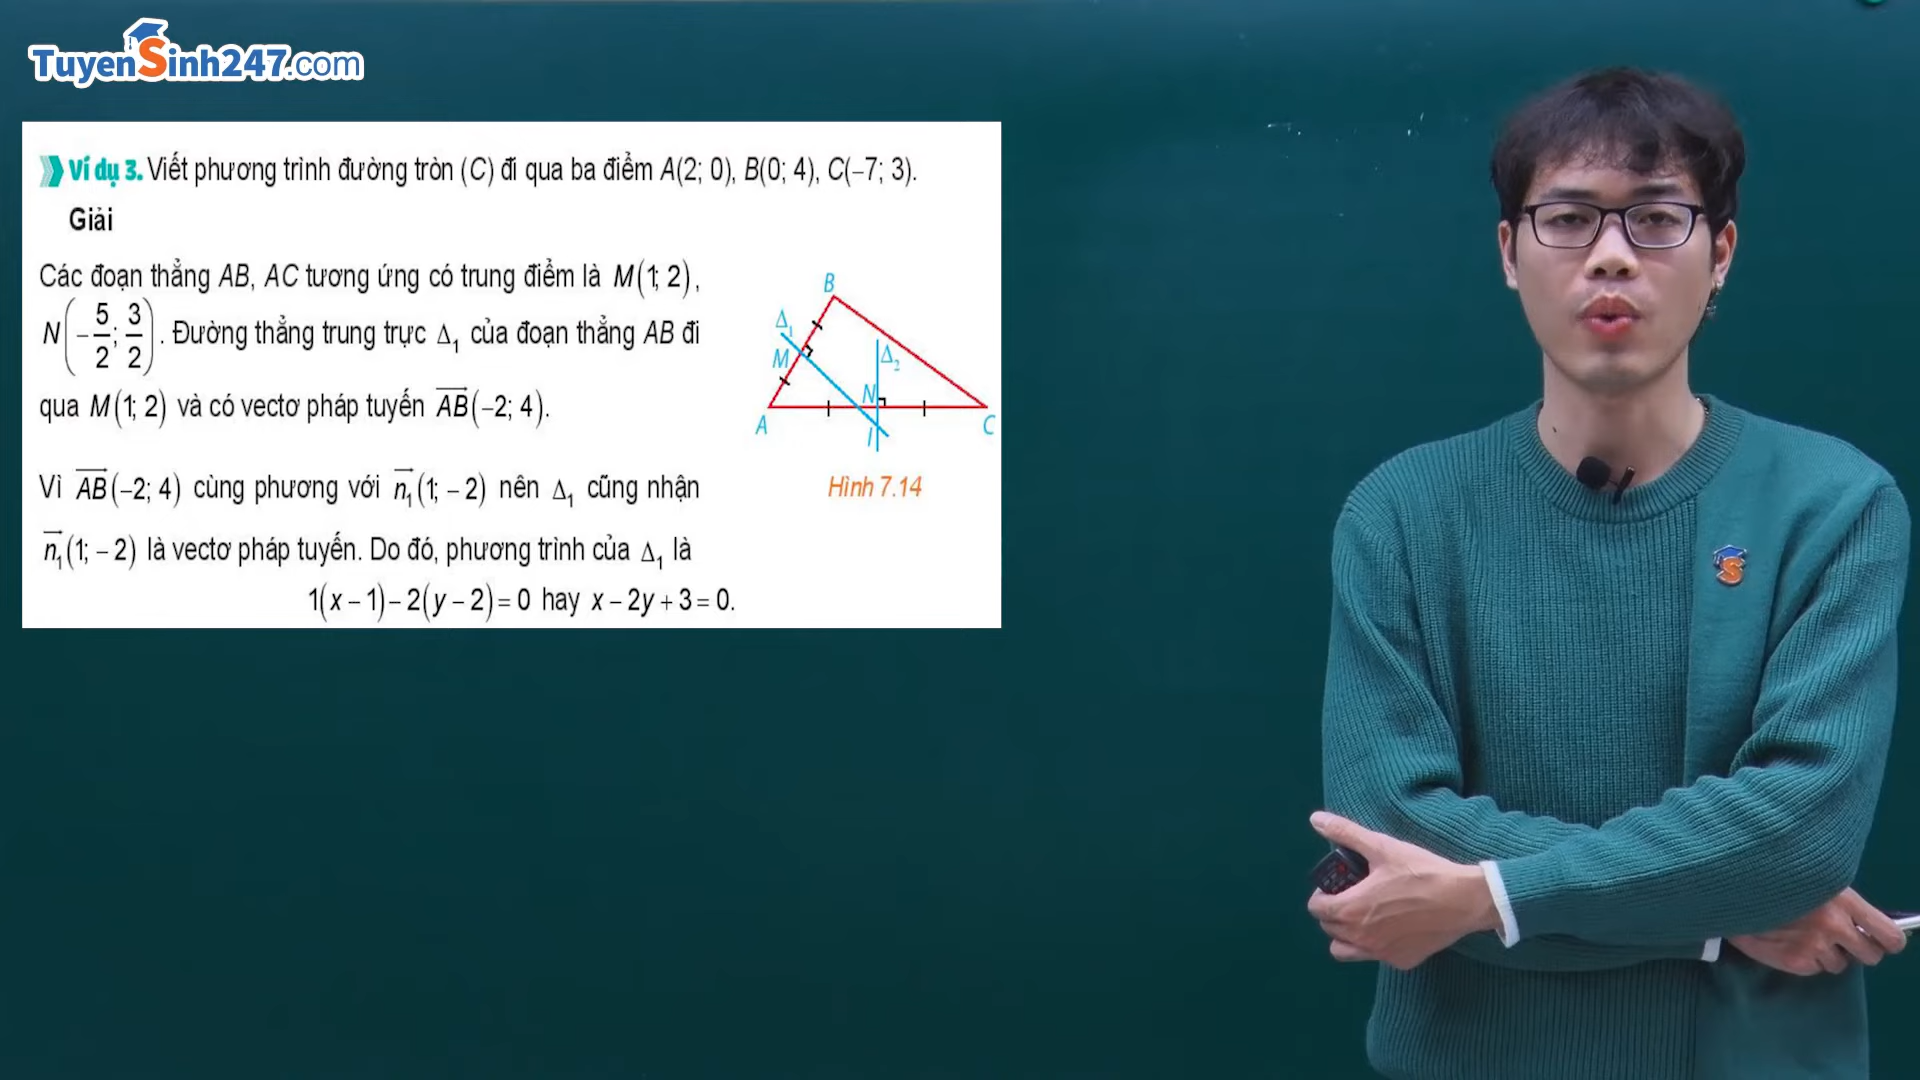 TuyenSinh247.com
Ví dụ 3. Viết phương trình đường tròn (C) đi qua ba điểm A(2; 0), B(0; 4), C(–7; 3).
Giải
Các đoạn thẳng AB, AC tương ứng có trung điểm là M(1; 2),
N(–5/2; 3/2). Đường thẳng trung trực Δ₁ của đoạn thẳng AB đi
qua M(1; 2) và có vectơ pháp tuyến AB(–2; 4).
Vì AB(–2; 4) cùng phương với n₁(1; – 2) nên Δ₁ cũng nhận
n₁(1; – 2) là vectơ pháp tuyến. Do đó, phương trình của Δ₁ là
1(x – 1) – 2(y – 2) = 0 hay x – 2y + 3 = 0.
B
Δ₁
M
Δ₂
N
A
I
C
Hình 7.14
S